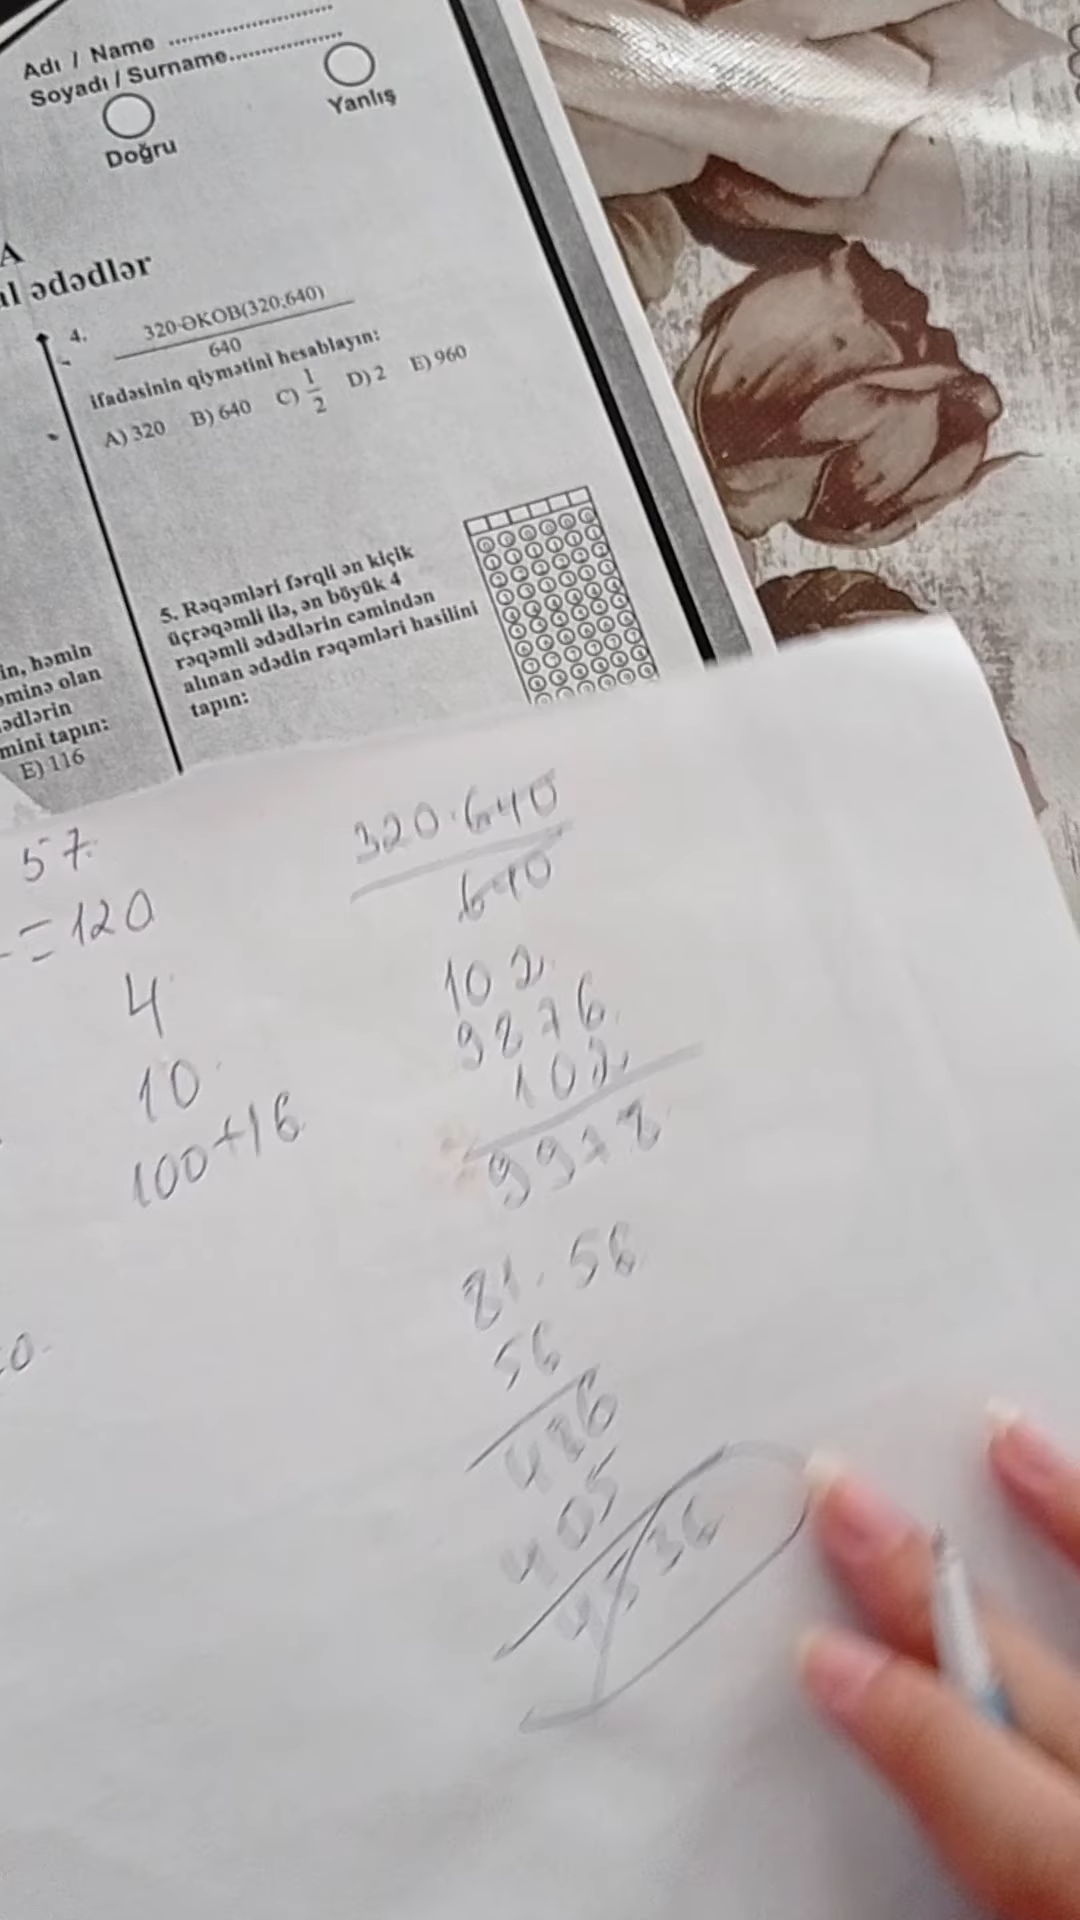 Adı / Name ....................
Soyadı / Surname..................
Doğru
Yanlış
A
ədədlər
4.
320·ƏKOB(320;640)
640
ifadəsinin qiymətini hesablayın:
A) 320 B) 640 C) 1/2 D) 2 E) 960
5. Rəqəmləri fərqli ən kiçik
üçrəqəmli ilə, ən böyük 4
rəqəmli ədədlərin cəmindən
alınan ədədin rəqəmləri hasilini
tapın:
in, həmin
minə olan
ədlərin
mini tapın:
E) 116
57
=120
4
10
100+16
320·640
640
102
9876
102
9978
81·56
56
486
405
4536